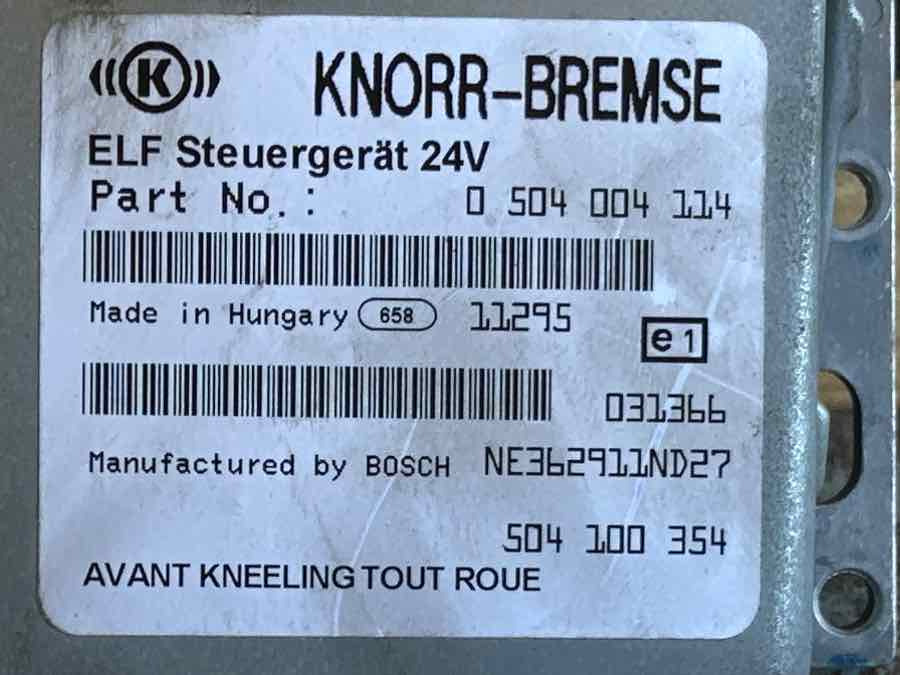 K KNORR-BREMSE
ELF Steuergerät 24V
Part No.: 0 504 004 114
Made in Hungary 658 11295
e1
031366
Manufactured by BOSCH NE362911ND27
504 100 354
AVANT KNEELING TOUT ROUE